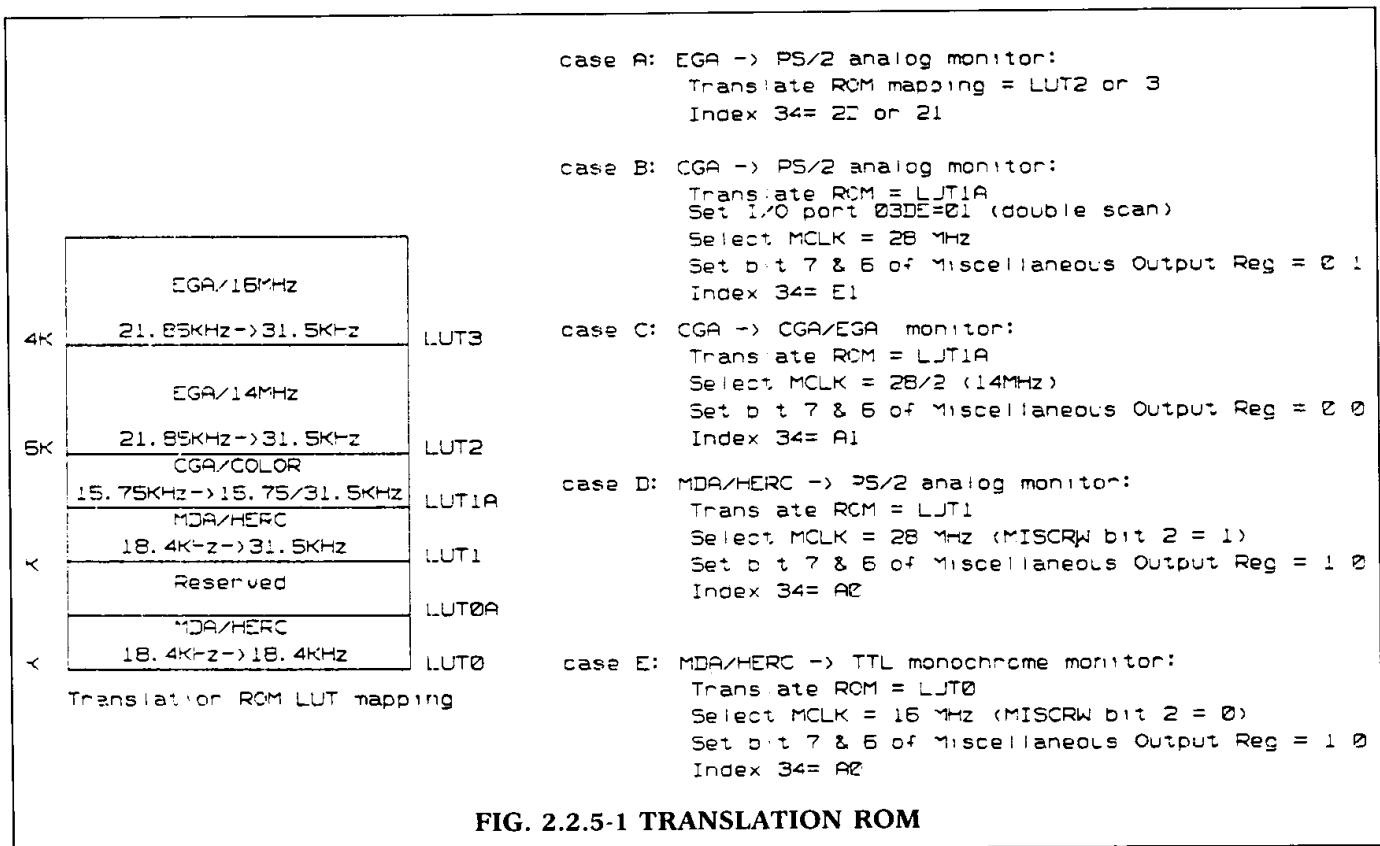 case A: EGA -> PS/2 analog monitor:
Translate ROM mapping = LUT2 or 3
Index 34= or 21
case B: CGA -> PS/2 analog monitor:
Translate ROM = LUT1A
Set I/O port 03DE=01 (double scan)
Select MCLK = 28 MHz
Set bit 7 & 6 of Miscellaneous Output Reg = 0 1
Index 34= E1
case C: CGA -> CGA/EGA monitor:
Translate ROM = LUT1A
Select MCLK = 28/2 (14MHz)
Set bit 7 & 6 of Miscellaneous Output Reg = 0 0
Index 34= A1
case D: MDA/HERC -> PS/2 analog monitor:
Translate ROM = LUT1
Select MCLK = 28 MHz (MISCRW bit 2 = 1)
Set bit 7 & 6 of Miscellaneous Output Reg = 1 0
Index 34= A0
case E: MDA/HERC -> TTL monochrome monitor:
Translate ROM = LUT0
Select MCLK = 16 MHz (MISCRW bit 2 = 0)
Set bit 7 & 6 of Miscellaneous Output Reg = 1 0
Index 34= A0
EGA/16MHz
4K 21.85KHz->31.5KHz LUT3
EGA/14MHz
21.85KHz->31.5KHz LUT2
CGA/COLOR
15.75KHz->15.75/31.5KHz LUT1A
MDA/HERC
K 18.4KHz->31.5KHz LUT1
Reserved
LUT0A
MDA/HERC
K 18.4KHz->18.4KHz LUT0
Translation ROM LUT mapping
FIG. 2.2.5-1 TRANSLATION ROM